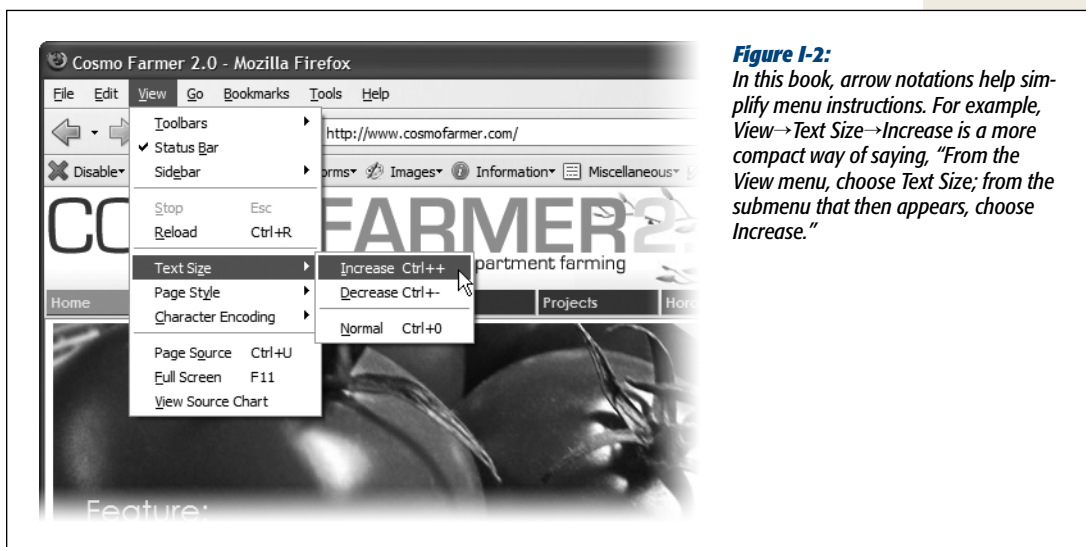 Cosmo Farmer 2.0 - Mozilla Firefox
File Edit View Go Bookmarks Tools Help
Toolbars
http://www.cosmofarmer.com/
Status Bar
Disable
Sidebar
Images Information Miscellaneous
Stop Esc
Reload Ctrl+R
FARMER2
Text Size
Increase Ctrl++
partment farming
Page Style
Decrease Ctrl+-
Home
Projects
Character Encoding
Normal Ctrl+0
Page Source Ctrl+U
Full Screen F11
View Source Chart
Feature:
Figure I-2:
In this book, arrow notations help sim-
plify menu instructions. For example,
View→Text Size→Increase is a more
compact way of saying, “From the
View menu, choose Text Size; from the
submenu that then appears, choose
Increase.”